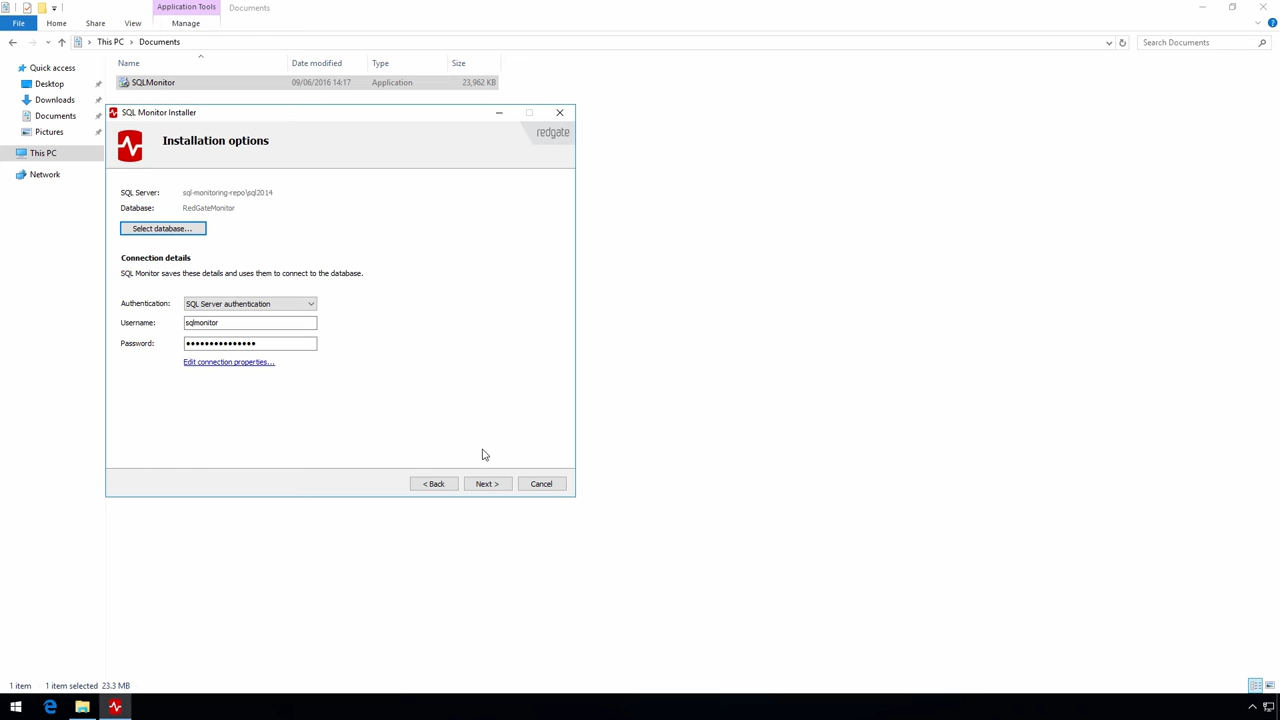 Application Tools
Documents
File
Home
Share
View
Manage
This PC
Documents
Search Documents
Name
Date modified
Type
Size
Quick access
Desktop
Downloads
Documents
Pictures
This PC
Network
SQLMonitor
09/06/2016 14:17
Application
23,962 KB
SQL Monitor Installer
Installation options
redgate
SQL Server:
sql-monitoring-repo\sql2014
Database:
RedGateMonitor
Select database...
Connection details
SQL Monitor saves these details and uses them to connect to the database.
Authentication:
SQL Server authentication
Username:
sqlmonitor
Password:
•••••••••••••••
Edit connection properties...
< Back
Next >
Cancel
1 item
1 item selected
23.3 MB